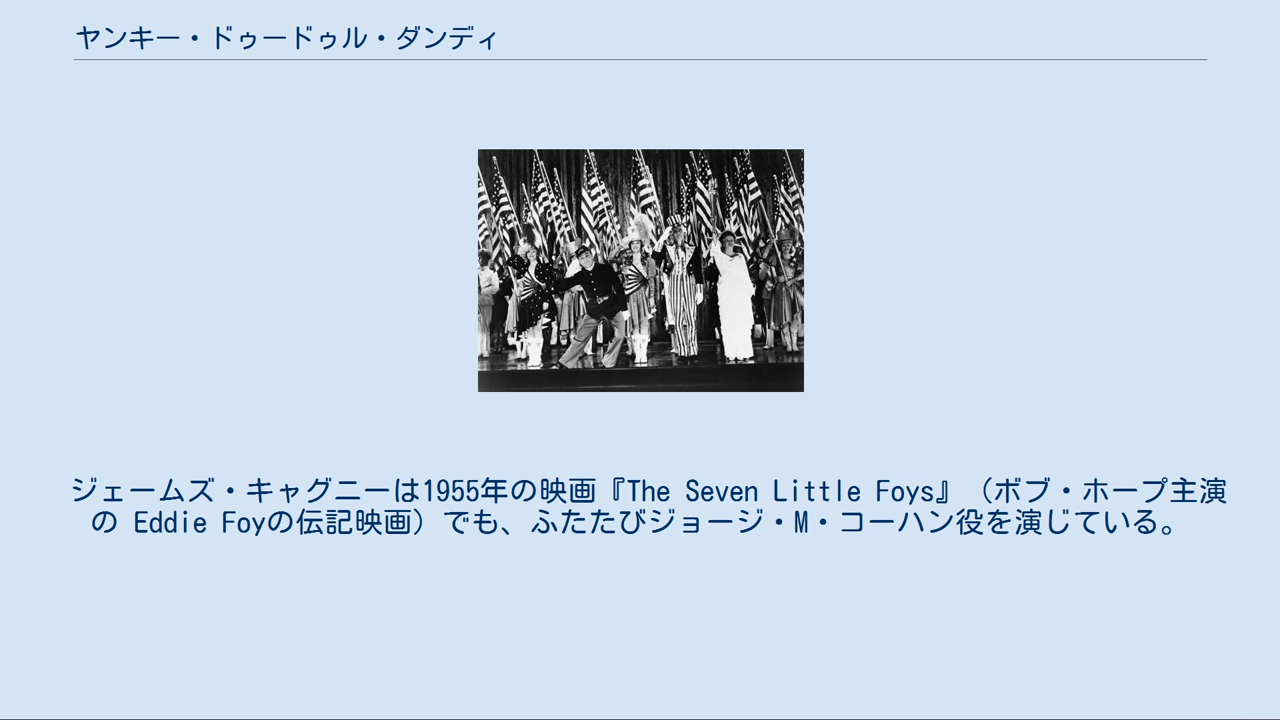 ヤンキー・ドゥードゥル・ダンディ
ジェームズ・キャグニーは1955年の映画『The Seven Little Foys』（ボブ・ホープ主演
の Eddie Foyの伝記映画）でも、ふたたびジョージ・M・コーハン役を演じている。